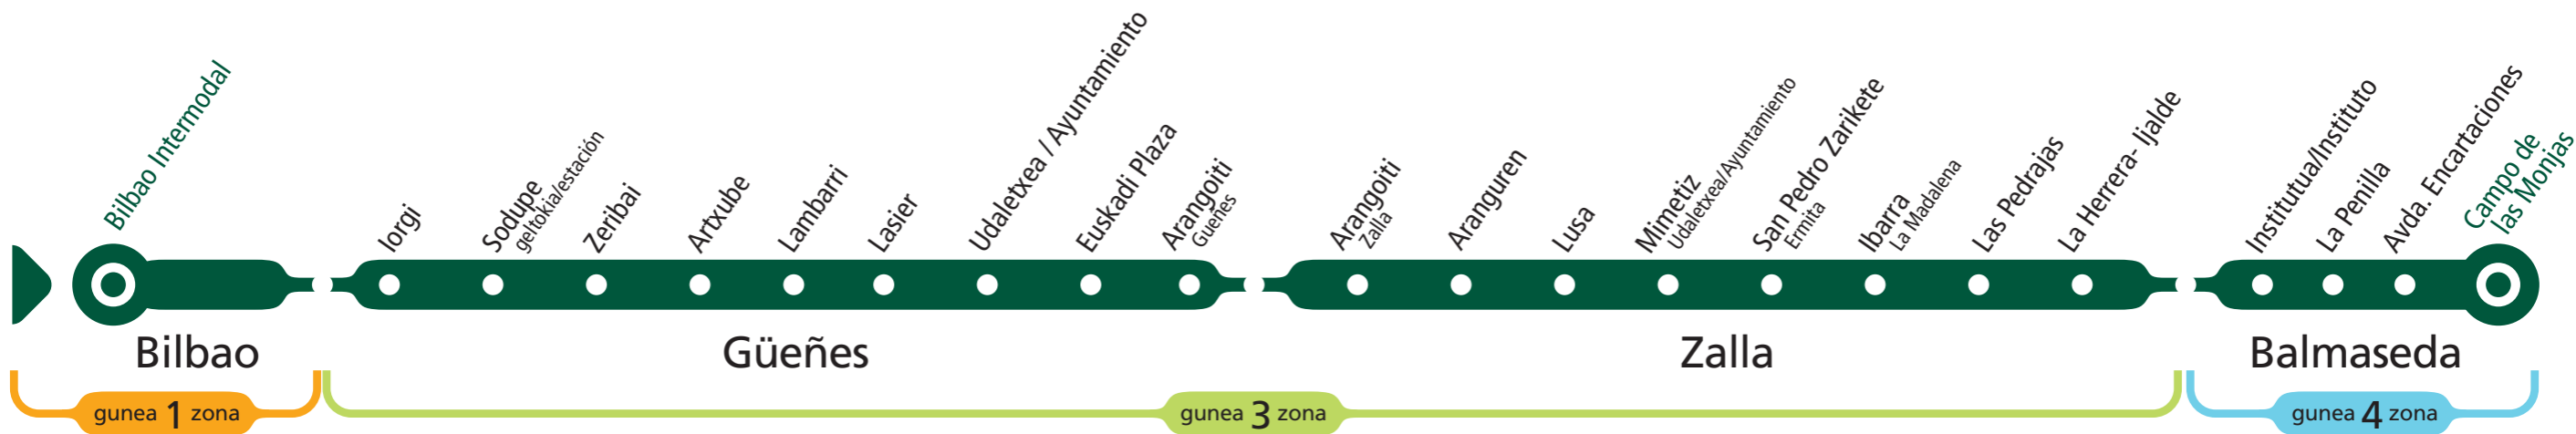 Bilbao Intermodal
Iorgi
Sodupe
geltokia/estación
Zeribai
Artxube
Lambarri
Lasier
Udaletxea / Ayuntamiento
Euskadi Plaza
Arangoiti
Gueñes
Arangoiti
Zalla
Aranguren
Lusa
Mimetiz
Udaletxea/Ayuntamiento
San Pedro Zarikete
Ermita
Ibarra
La Madalena
Las Pedrajas
La Herrera- Ijalde
Institutua/Instituto
La Penilla
Avda. Encartaciones
Campo de
las Monjas
Bilbao
Güeñes
Zalla
Balmaseda
gunea 1 zona
gunea 3 zona
gunea 4 zona